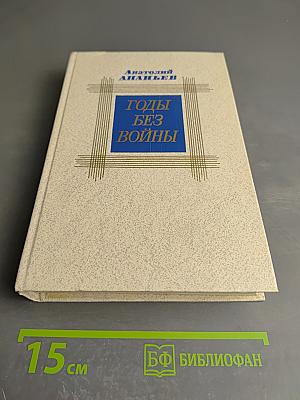 Анатолий
АНАНЬЕВ
ГОДЫ
БЕЗ
ВОЙНЫ
15 см
БФ БИБЛИОФАН